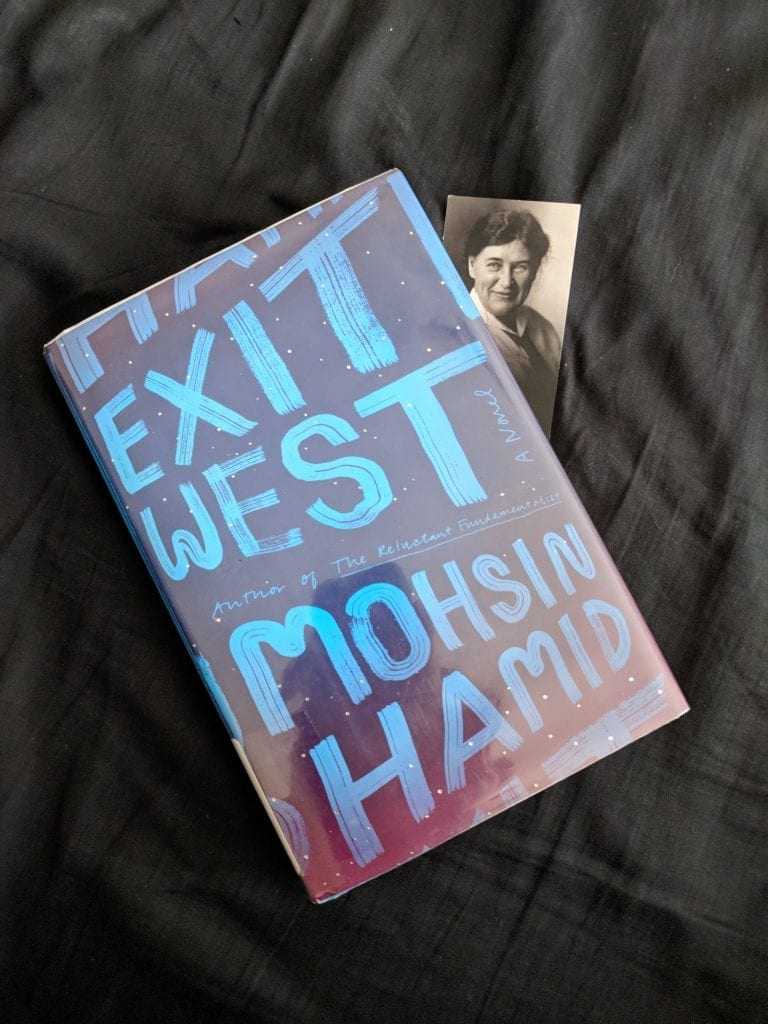 EXIT
WEST
A Novel
Author of The Reluctant Fundamentalist
MOHSIN
HAMID